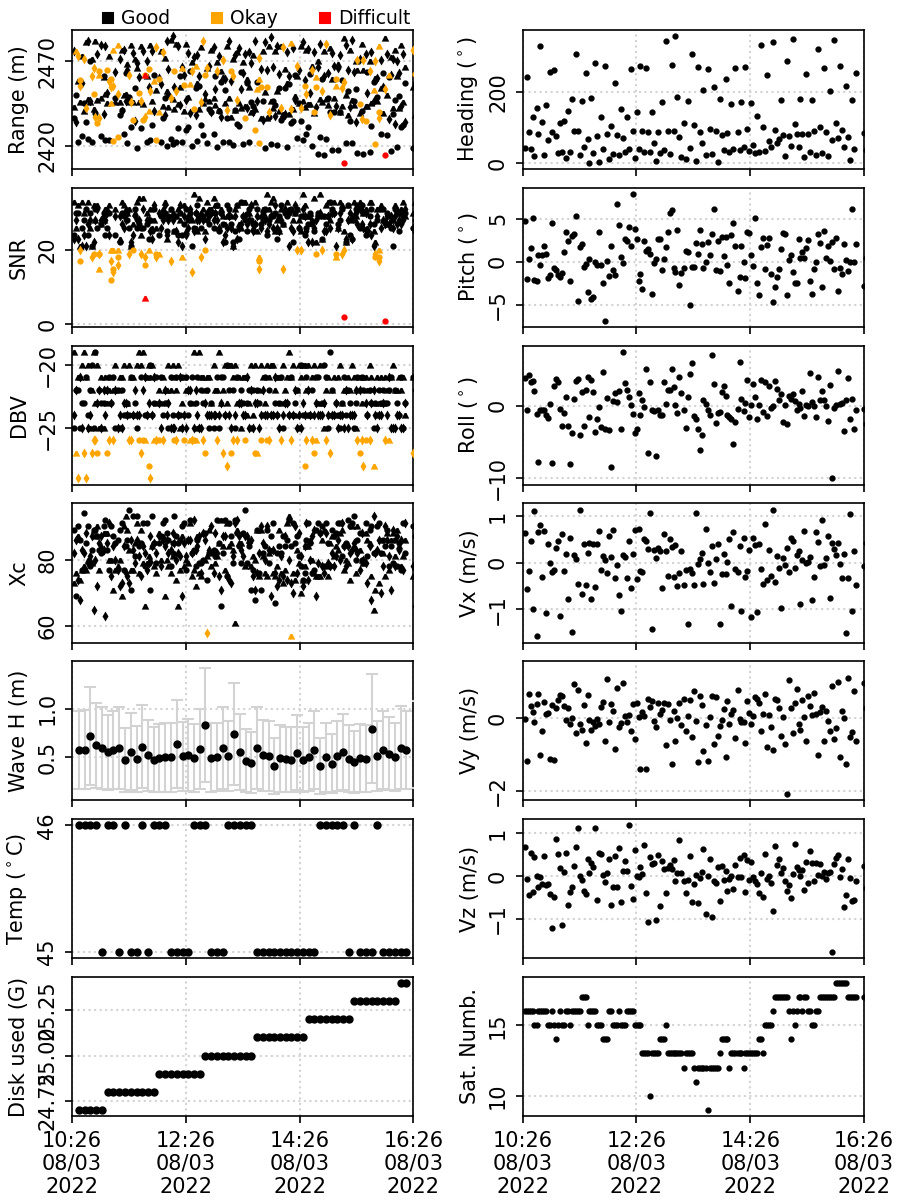 Good Okay Difficult
Range (m)
2470
2420
Heading (°)
200
0
SNR
20
0
Pitch (°)
5
0
−5
DBV
−20
−25
Roll (°)
0
−10
Xc
80
60
Vx (m/s)
1
0
−1
Wave H (m)
1.0
0.5
Vy (m/s)
0
−2
Temp (°C)
46
45
Vz (m/s)
1
0
−1
Disk used (G)
25.25
25.00
24.75
Sat. Numb.
15
10
10:26 12:26 14:26 16:26 10:26 12:26 14:26 16:26
08/03 08/03 08/03 08/03 08/03 08/03 08/03 08/03
2022 2022 2022 2022 2022 2022 2022 2022